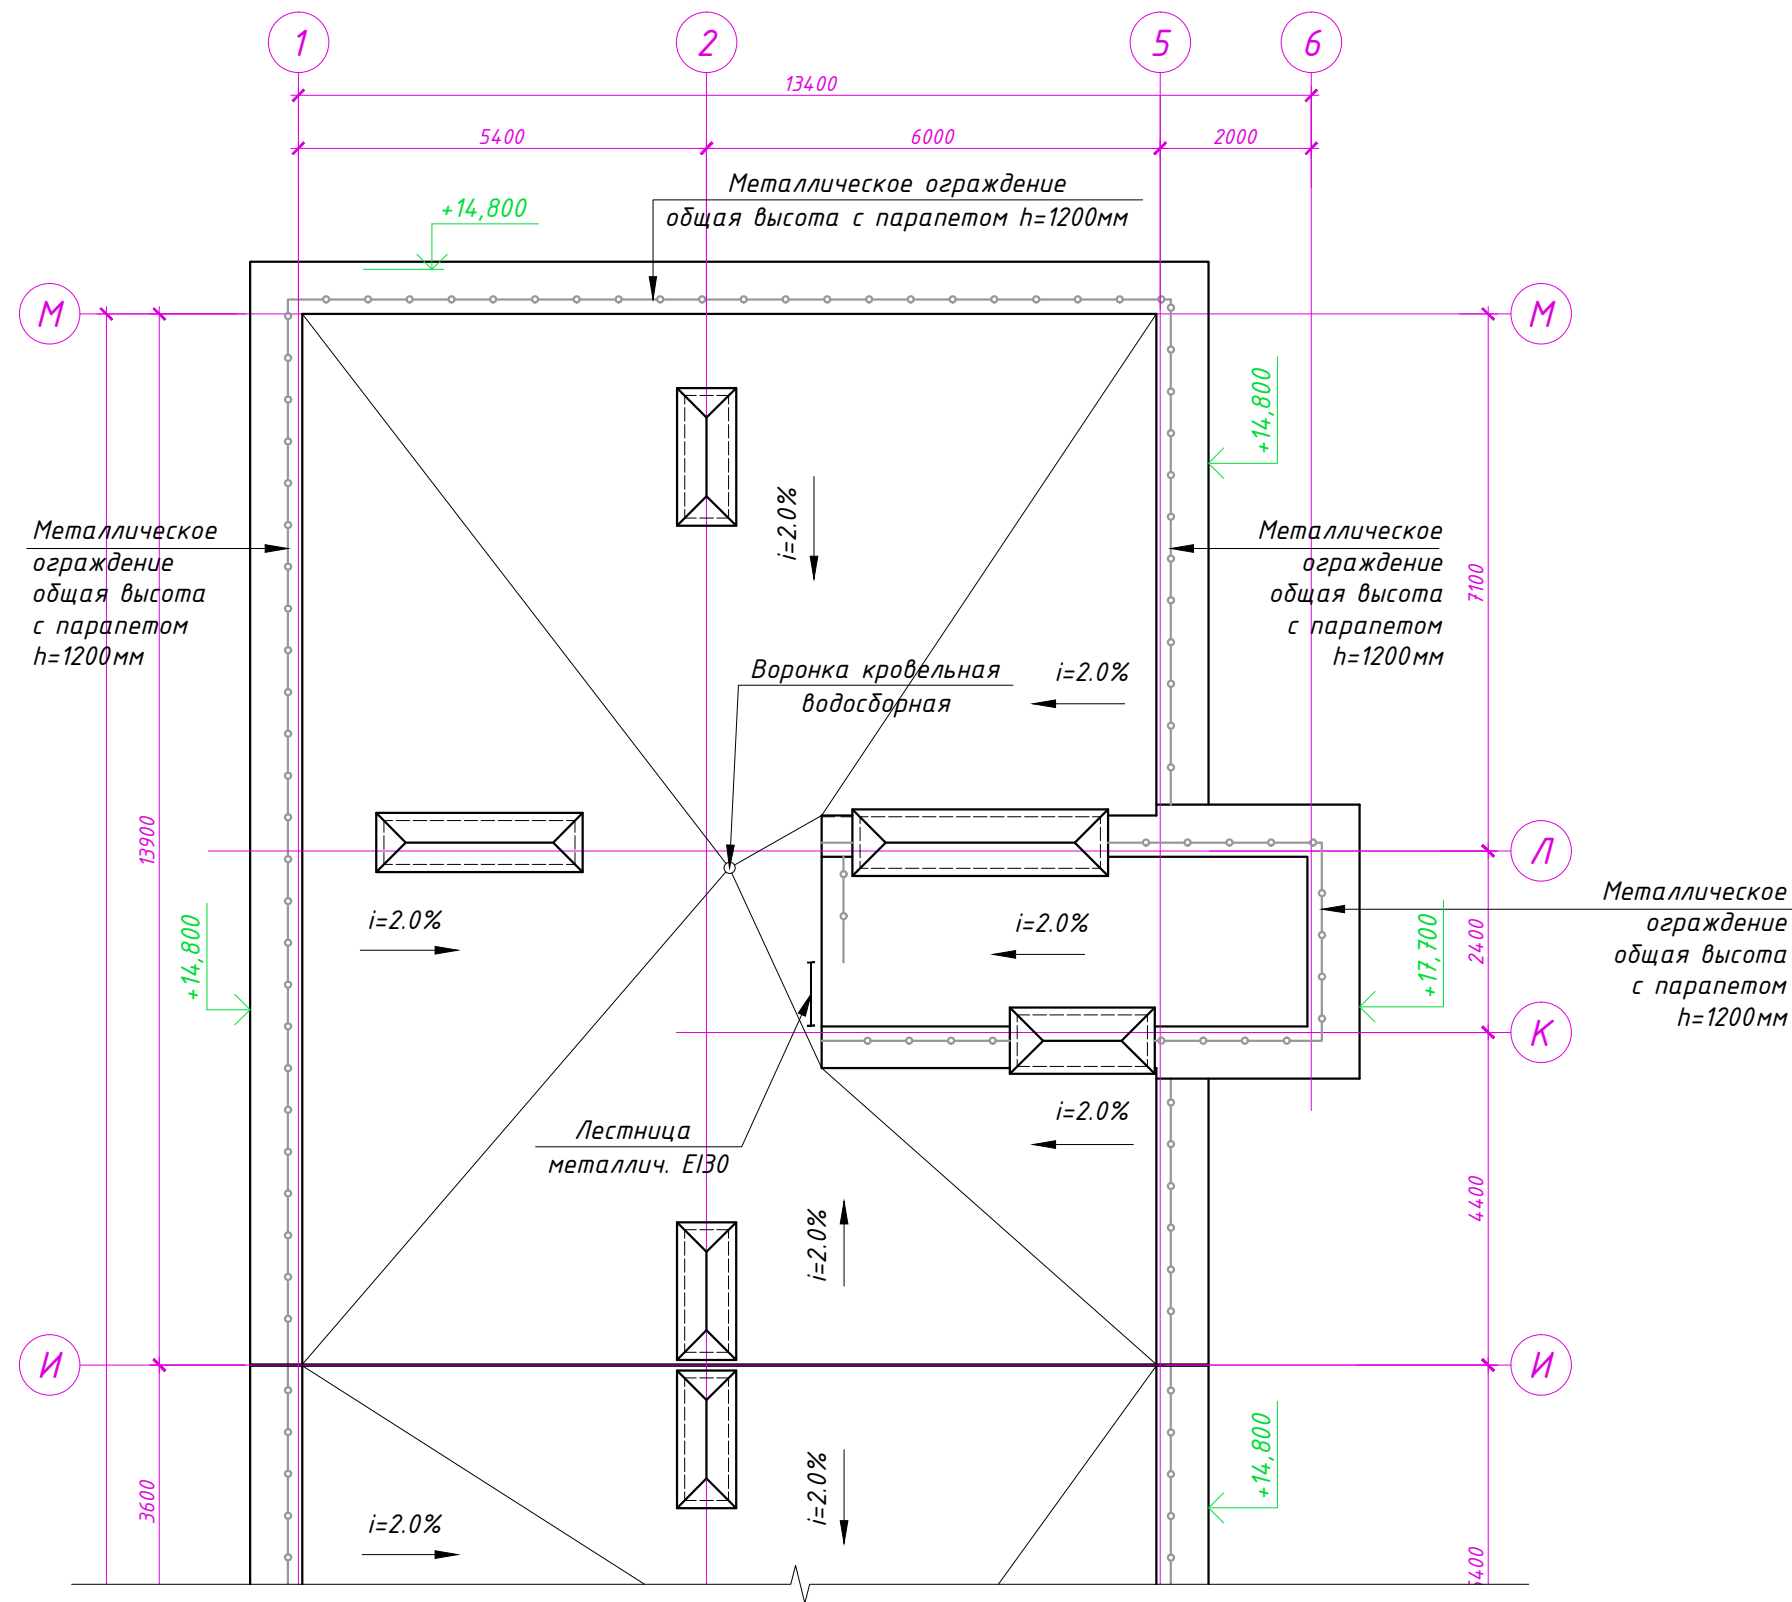 1
2
5
6
13400
5400
6000
2000
Металлическое ограждение
общая высота с парапетом h=1200мм
+14,800
М
М
+14,800
i=2.0%
Металлическое
ограждение
общая высота
с парапетом
h=1200мм
Металлическое
ограждение
общая высота
с парапетом
h=1200мм
7100
Воронка кровельная
водосборная
i=2.0%
13900
Л
Металлическое
ограждение
общая высота
с парапетом
h=1200мм
i=2.0%
i=2.0%
+14,800
+17,700
2400
К
i=2.0%
Лестница
металлич. EI30
4400
i=2.0%
И
И
+14,800
3600
i=2.0%
i=2.0%